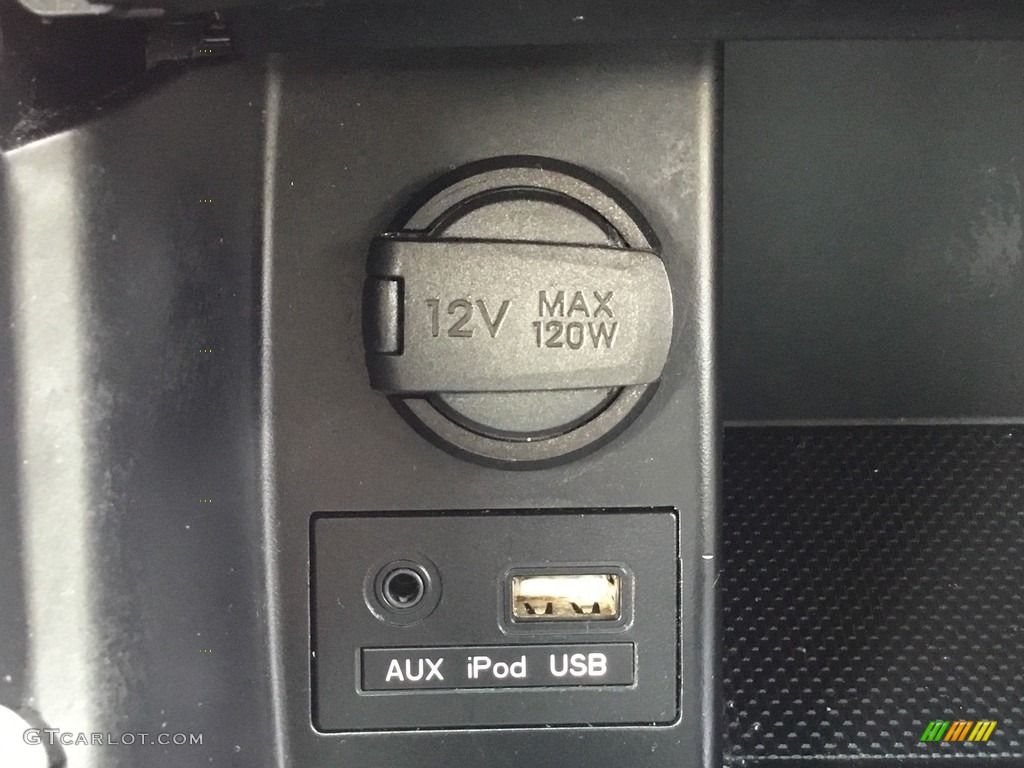 12V
MAX
120W
AUX iPod USB
GTCARLOT.COM